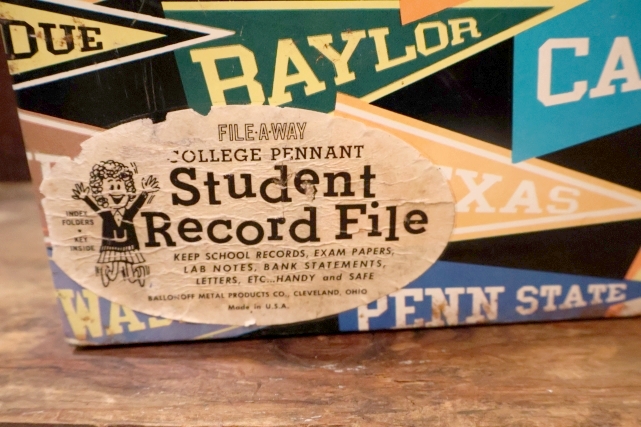 DUE
BAYLOR
CA
EXAS
FILE-A-WAY
COLLEGE PENNANT
Student
Record File
INDEX
FOLDERS
•
KEY
INSIDE
M
KEEP SCHOOL RECORDS, EXAM PAPERS,
LAB NOTES, BANK STATEMENTS,
LETTERS, ETC...HANDY and SAFE
BALLONOFF METAL PRODUCTS CO., CLEVELAND, OHIO
Made in U.S.A.
PENN STATE